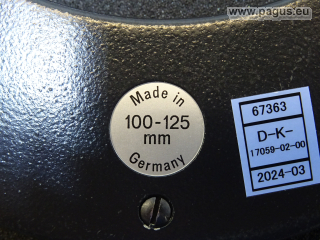 www.pagus.eu
Made in
100-125
mm
Germany
67363
D-K-
17059-02-00
2024-03